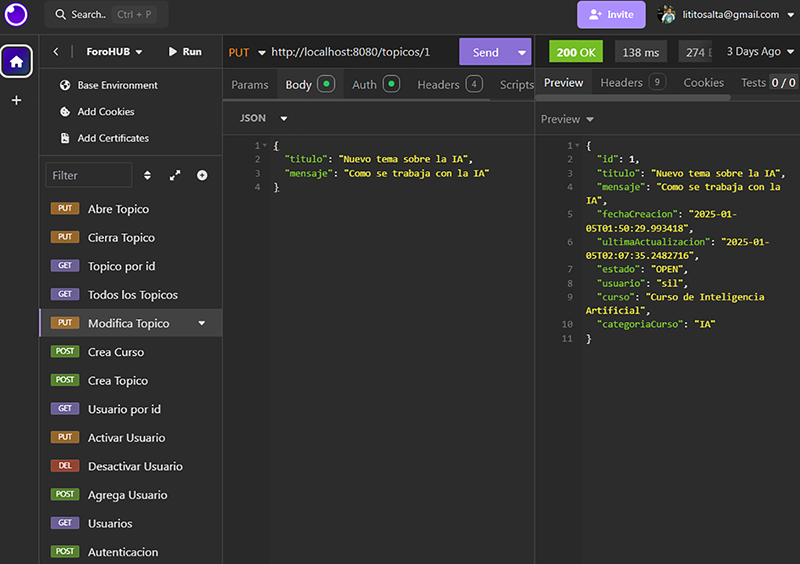 Search.. Ctrl + P
Invite
lititosalta@gmail.com
ForoHUB
Run
Base Environment
Add Cookies
Add Certificates
Filter
PUT Abre Topico
PUT Cierra Topico
GET Topico por id
GET Todos los Topicos
PUT Modifica Topico
POST Crea Curso
POST Crea Topico
GET Usuario por id
PUT Activar Usuario
DEL Desactivar Usuario
POST Agrega Usuario
GET Usuarios
POST Autenticacion
PUT http://localhost:8080/topicos/1 Send
Params Body Auth Headers 4 Scripts
JSON
1 {
2 "titulo": "Nuevo tema sobre la IA",
3 "mensaje": "Como se trabaja con la IA"
4 }
200 OK 138 ms 274 3 Days Ago
Preview Headers 9 Cookies Tests 0 / 0
Preview
1 {
2 "id": 1,
3 "titulo": "Nuevo tema sobre la IA",
4 "mensaje": "Como se trabaja con la
IA",
5 "fechaCreacion": "2025-01-
05T01:50:29.993418",
6 "ultimaActualizacion": "2025-01-
05T02:07:35.2482716",
7 "estado": "OPEN",
8 "usuario": "sil",
9 "curso": "Curso de Inteligencia
Artificial",
10 "categoriaCurso": "IA"
11 }